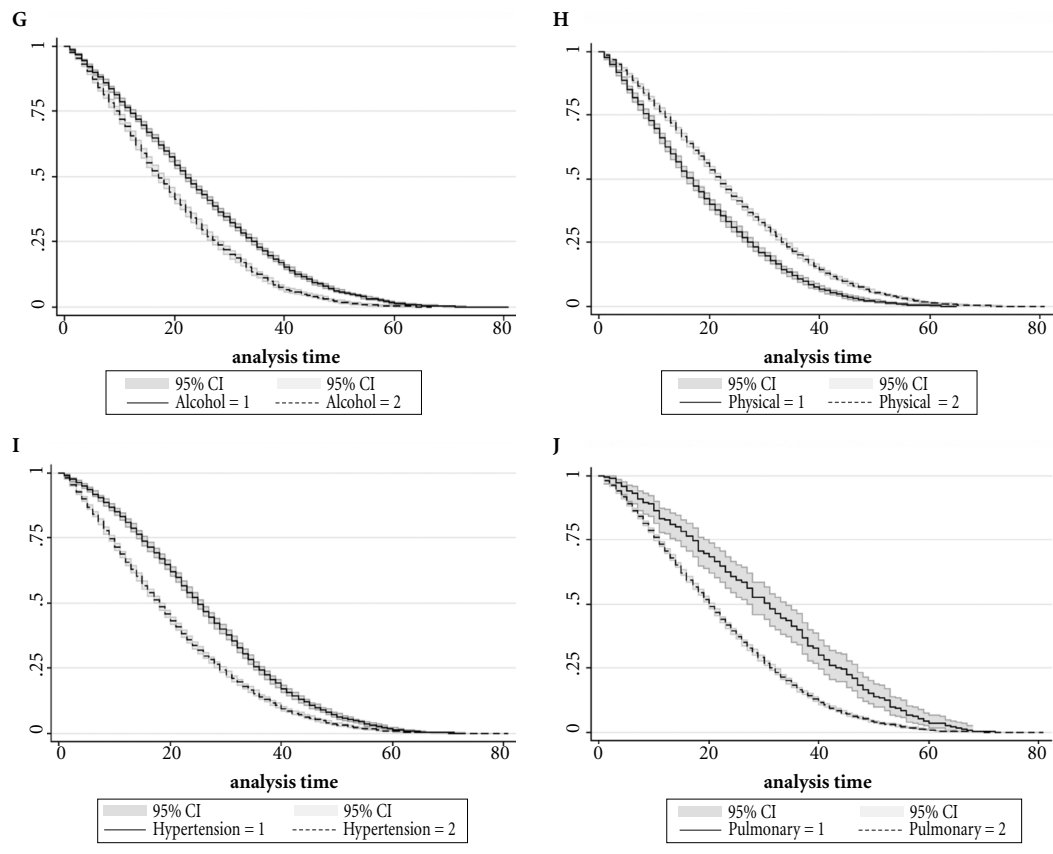 G
1
.75
.5
.25
0
0 20 40 60 80
analysis time
95% CI 95% CI
Alcohol = 1 Alcohol = 2
H
1
.75
.5
.25
0
0 20 40 60 80
analysis time
95% CI 95% CI
Physical = 1 Physical = 2
I
1
.75
.5
.25
0
0 20 40 60 80
analysis time
95% CI 95% CI
Hypertension = 1 Hypertension = 2
J
1
.75
.5
.25
0
0 20 40 60 80
analysis time
95% CI 95% CI
Pulmonary = 1 Pulmonary = 2